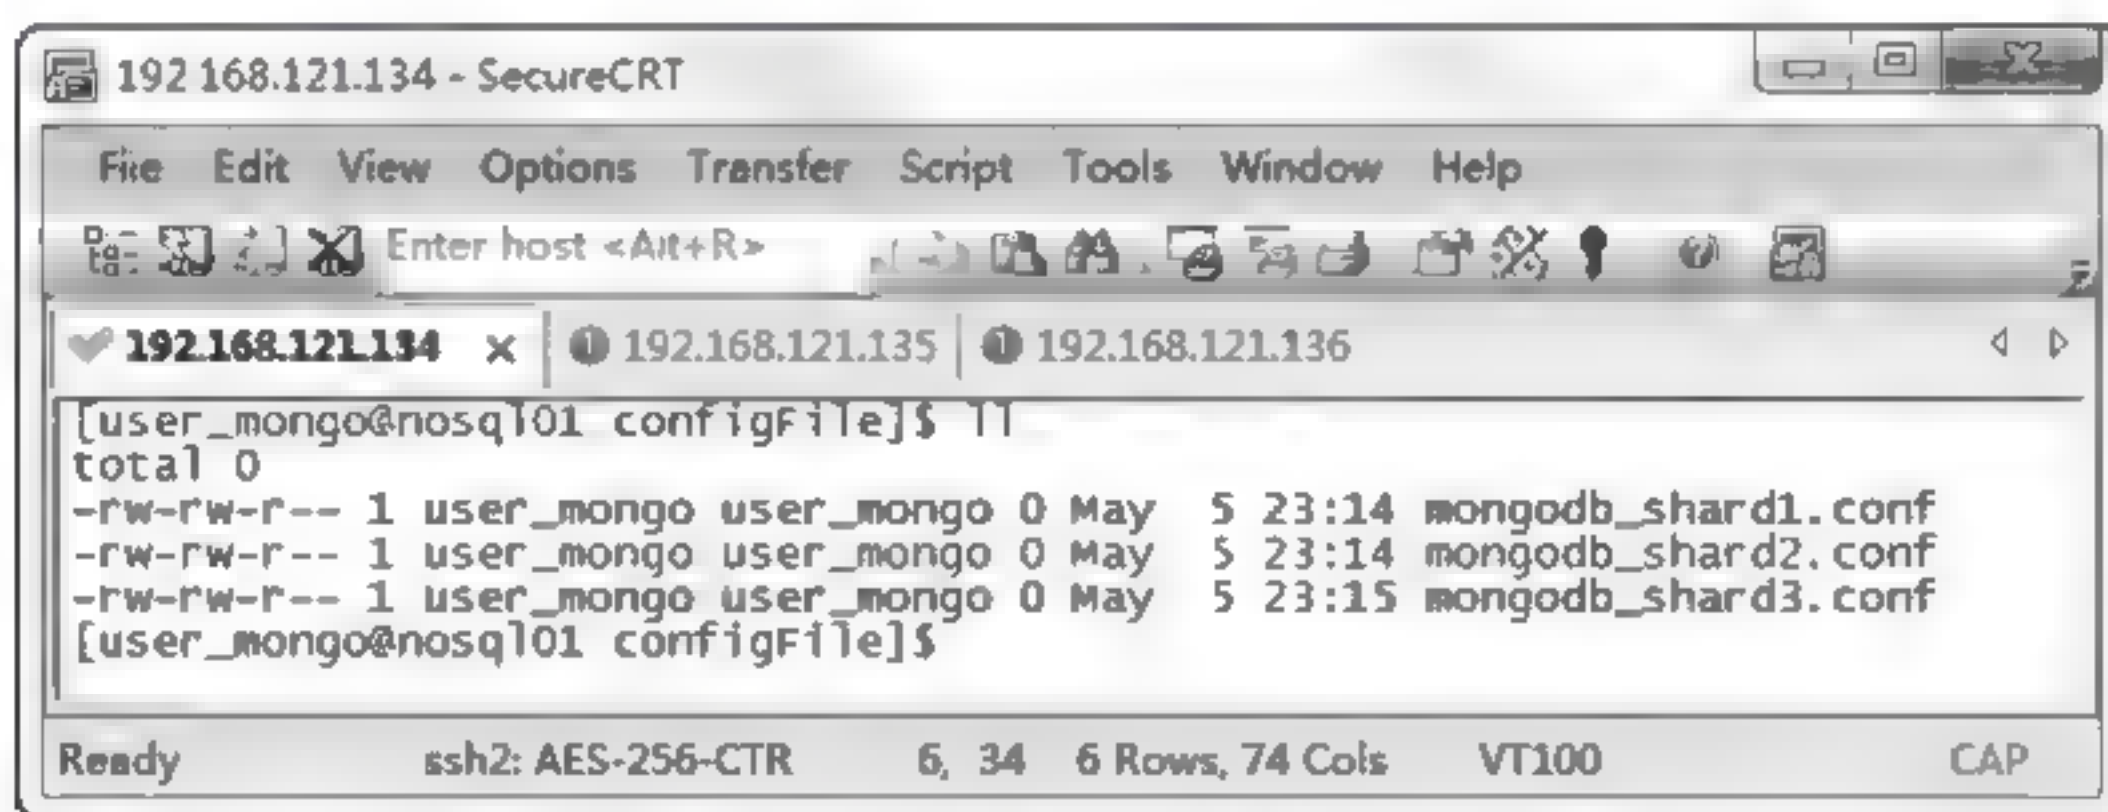 192.168.121.134 - SecureCRT
File Edit View Options Transfer Script Tools Window Help
Enter host <Alt+R>
192.168.121.134 x 192.168.121.135 192.168.121.136
[user_mongo@nosql01 configFile]$ ll
total 0
-rw-rw-r-- 1 user_mongo user_mongo 0 May  5 23:14 mongodb_shard1.conf
-rw-rw-r-- 1 user_mongo user_mongo 0 May  5 23:14 mongodb_shard2.conf
-rw-rw-r-- 1 user_mongo user_mongo 0 May  5 23:15 mongodb_shard3.conf
[user_mongo@nosql01 configFile]$
Ready ssh2: AES-256-CTR 6, 34 6 Rows, 74 Cols VT100 CAP